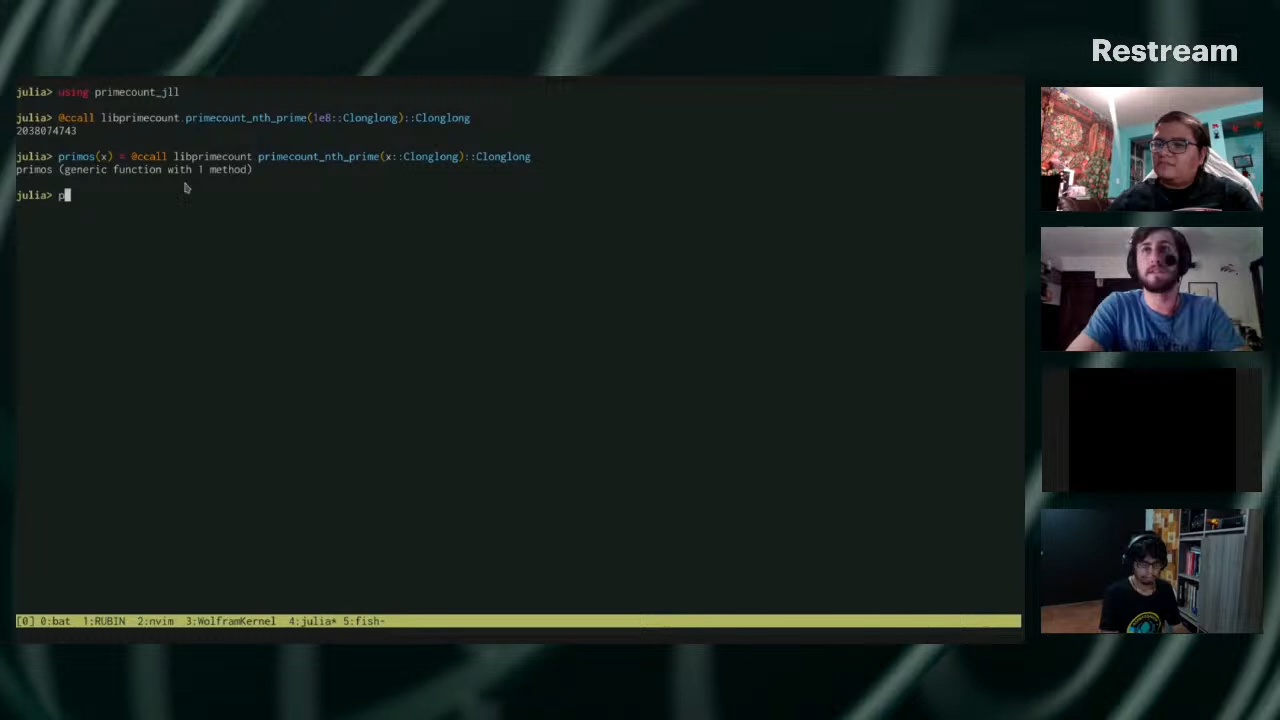 Restream
julia> using primecount_jll
julia> @ccall libprimecount.primecount_nth_prime(1e8::Clonglong)::Clonglong
2038074743
julia> primos(x) = @ccall libprimecount.primecount_nth_prime(x::Clonglong)::Clonglong
primos (generic function with 1 method)
julia> p
[0] 0:bat 1:RUBIN 2:nvim 3:WolframKernel 4:julia* 5:fish-